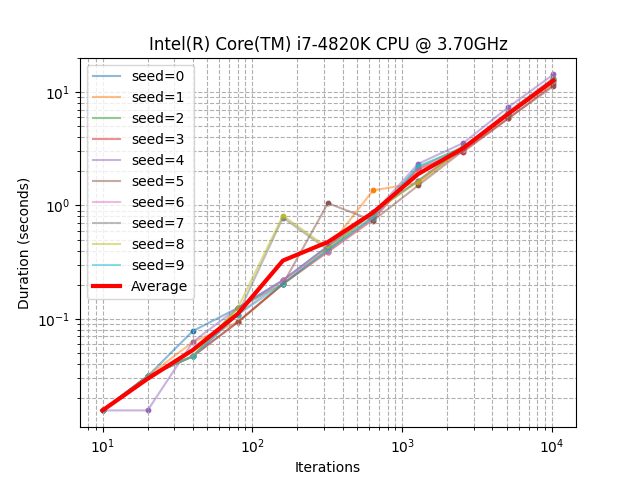 Intel(R) Core(TM) i7-4820K CPU @ 3.70GHz
seed=0
seed=1
seed=2
seed=3
seed=4
seed=5
seed=6
seed=7
seed=8
seed=9
Average
Duration (seconds)
10¹
10⁰
10⁻¹
10¹ 10² 10³ 10⁴
Iterations